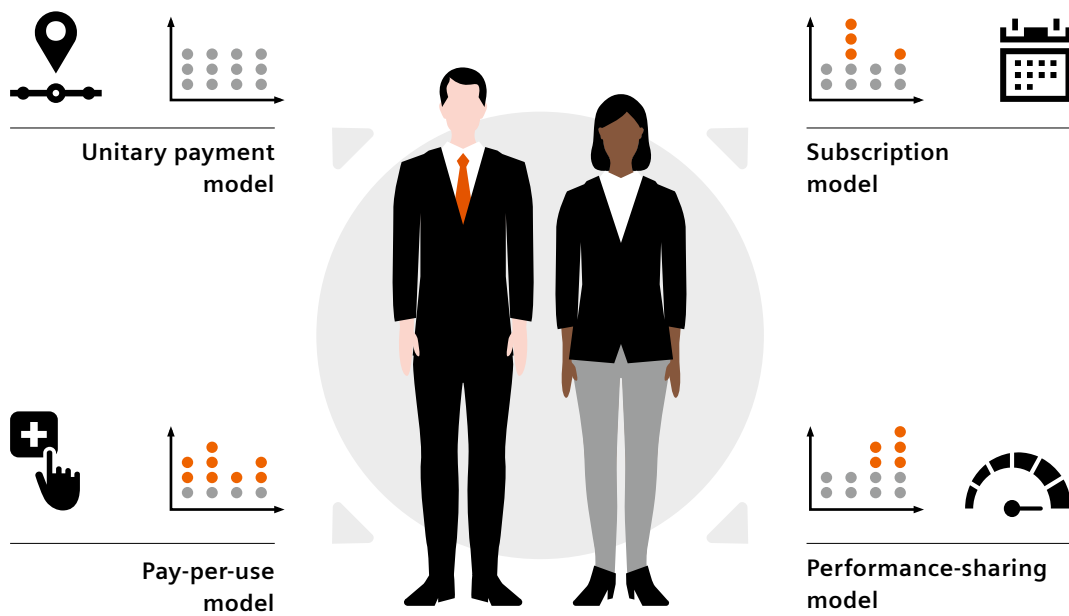 Unitary payment
model
Subscription
model
Pay-per-use
model
Performance-sharing
model